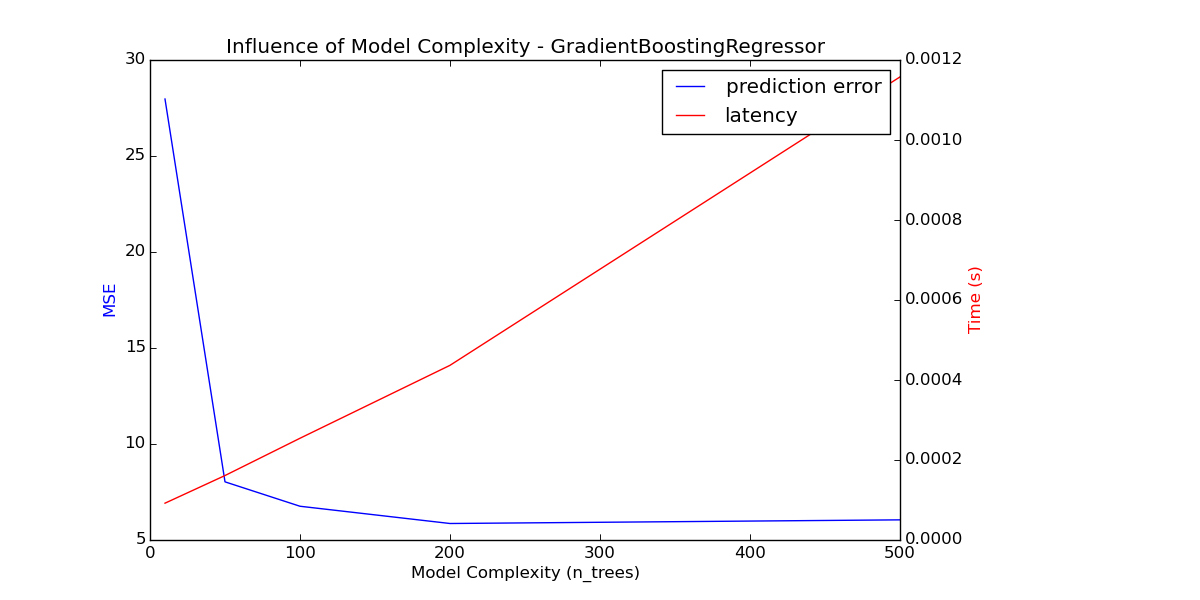 Influence of Model Complexity - GradientBoostingRegressor
30
25
20
15
10
5
MSE
prediction error
latency
0.0012
0.0010
0.0008
0.0006
0.0004
0.0002
0.0000
Time (s)
0 100 200 300 400 500
Model Complexity (n_trees)